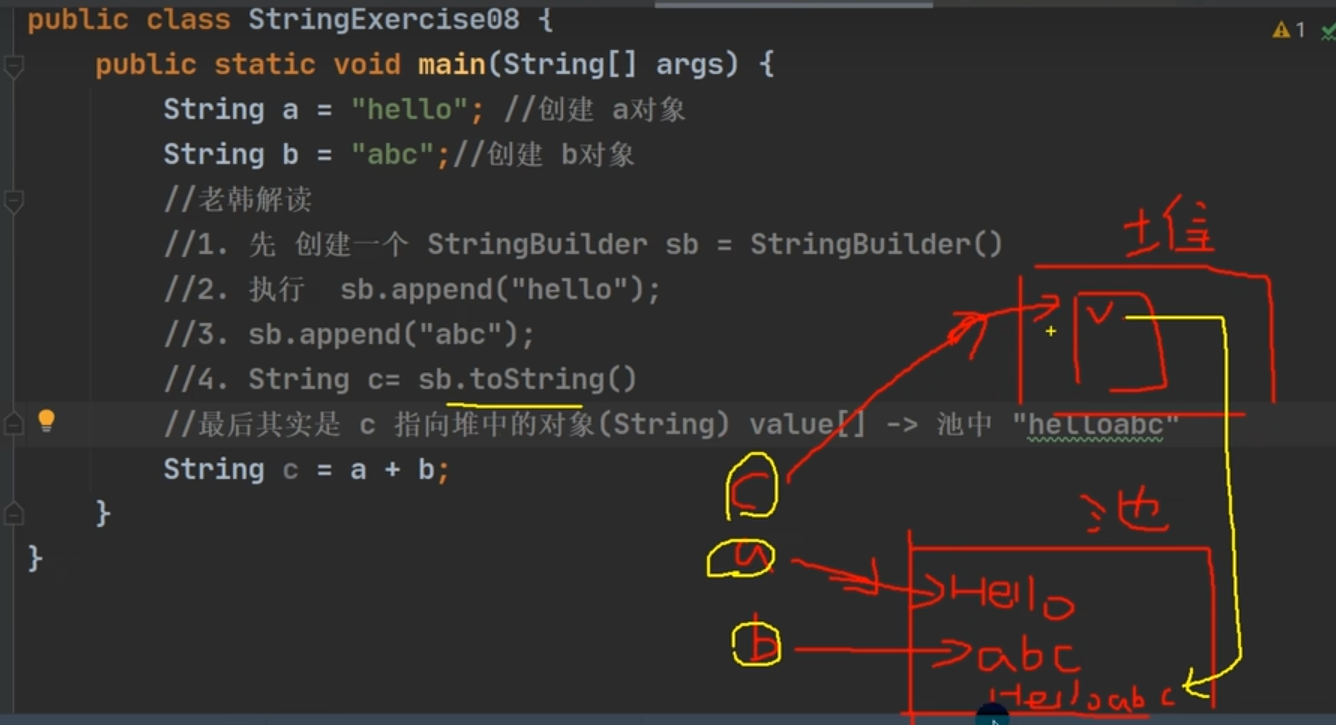 public class StringExercise08 {
1
public static void main(String[] args) {
String a = "hello"; //创建 a对象
String b = "abc";//创建 b对象
//老韩解读
//1. 先 创建一个 StringBuilder sb = StringBuilder()
//2. 执行  sb.append("hello");
//3. sb.append("abc");
//4. String c= sb.toString()
//最后其实是 c 指向堆中的对象(String) value[] -> 池中 "helloabc"
String c = a + b;
}
}
堆
v
c
池
a
Hello
b
abc
Helloabc